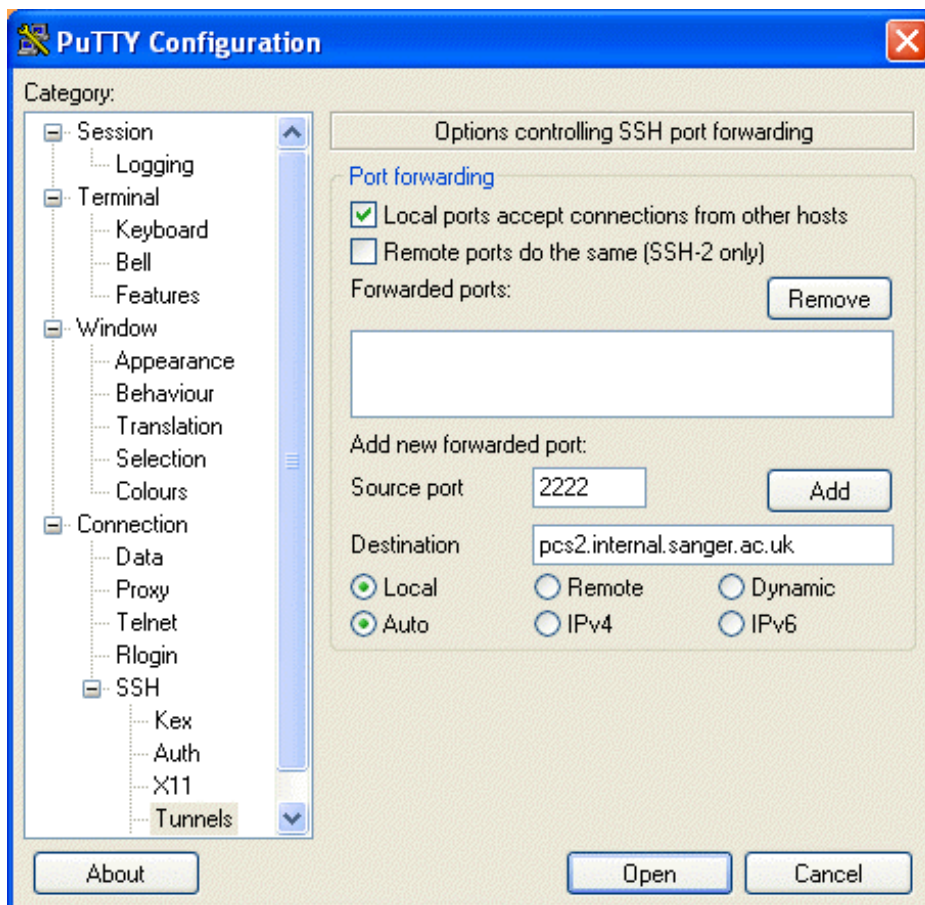 PuTTY Configuration
Category:
Session
Logging
Terminal
Keyboard
Bell
Features
Window
Appearance
Behaviour
Translation
Selection
Colours
Connection
Data
Proxy
Telnet
Rlogin
SSH
Kex
Auth
X11
Tunnels
Options controlling SSH port forwarding
Port forwarding
Local ports accept connections from other hosts
Remote ports do the same (SSH-2 only)
Forwarded ports:
Remove
Add new forwarded port:
Source port 2222 Add
Destination pcs2.internal.sanger.ac.uk
Local Remote Dynamic
Auto IPv4 IPv6
About Open Cancel